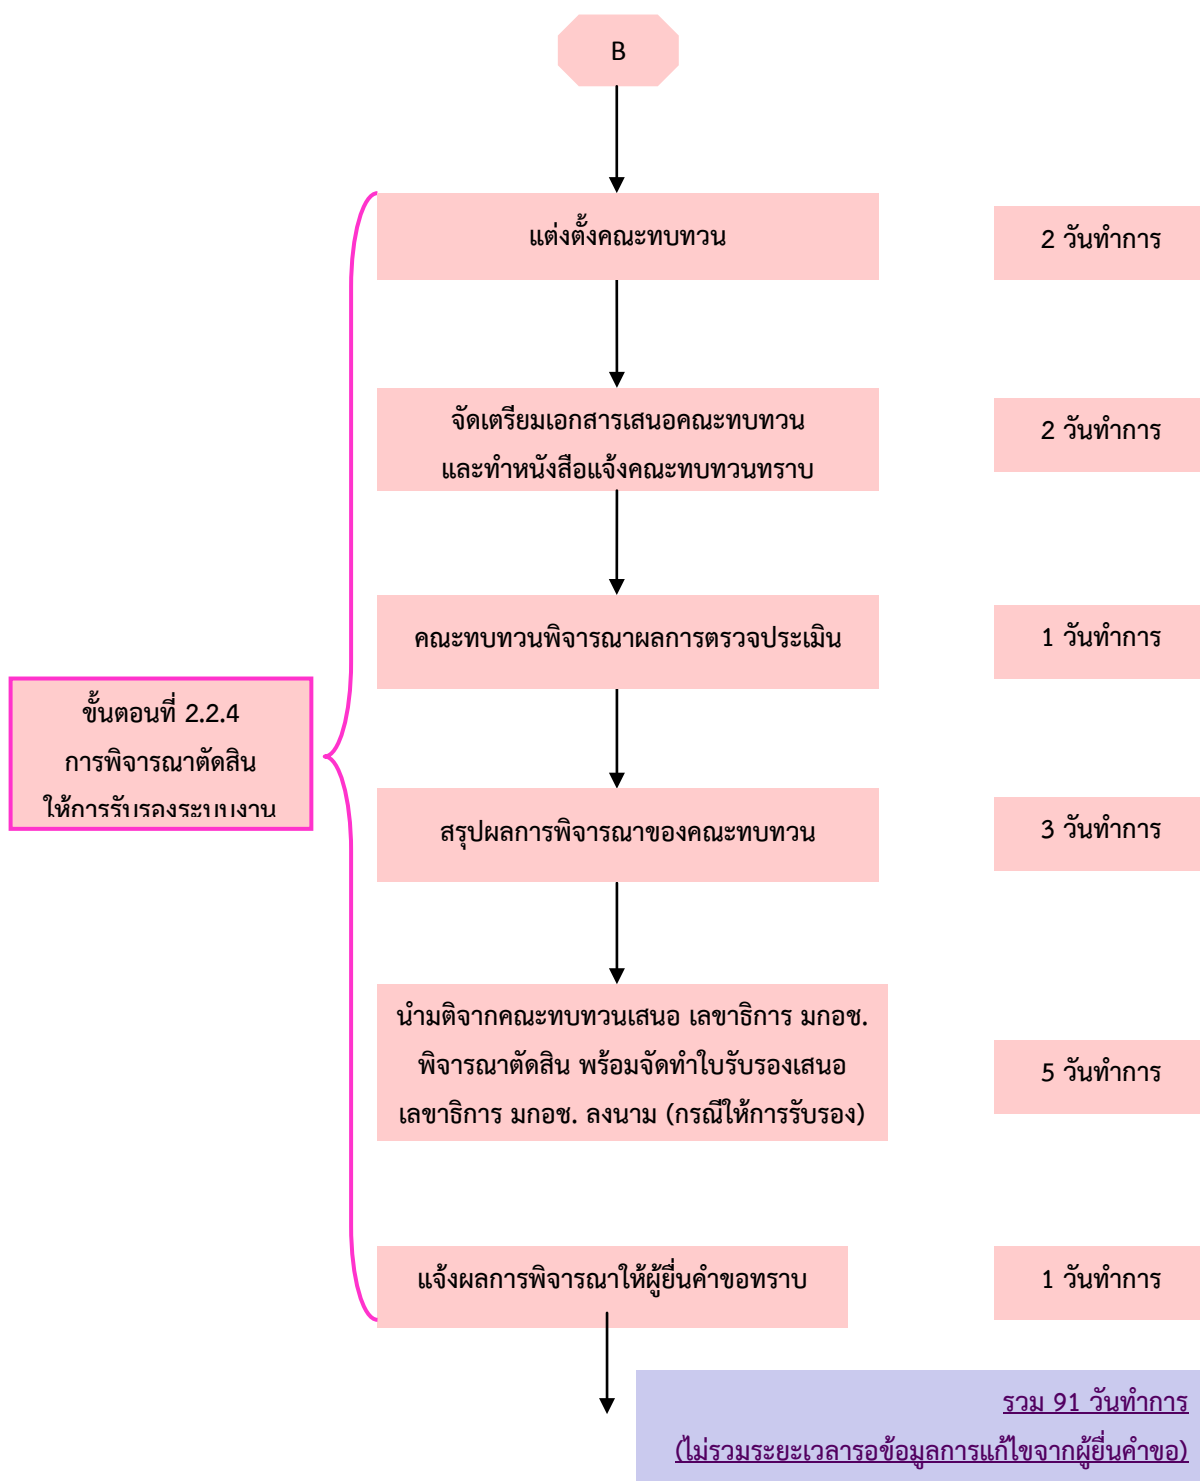 B
แต่งตั้งคณะทบทวน
2 วันทำการ
จัดเตรียมเอกสารเสนอคณะทบทวน
และทำหนังสือแจ้งคณะทบทวนทราบ
2 วันทำการ
คณะทบทวนพิจารณาผลการตรวจประเมิน
1 วันทำการ
ขั้นตอนที่ 2.2.4
การพิจารณาตัดสิน
ให้การรับรองระบบงาน
สรุปผลการพิจารณาของคณะทบทวน
3 วันทำการ
นำมติจากคณะทบทวนเสนอ เลขาธิการ มกอช.
พิจารณาตัดสิน พร้อมจัดทำใบรับรองเสนอ
เลขาธิการ มกอช. ลงนาม (กรณีให้การรับรอง)
5 วันทำการ
แจ้งผลการพิจารณาให้ผู้ยื่นคำขอทราบ
1 วันทำการ
รวม 91 วันทำการ
(ไม่รวมระยะเวลารอข้อมูลการแก้ไขจากผู้ยื่นคำขอ)